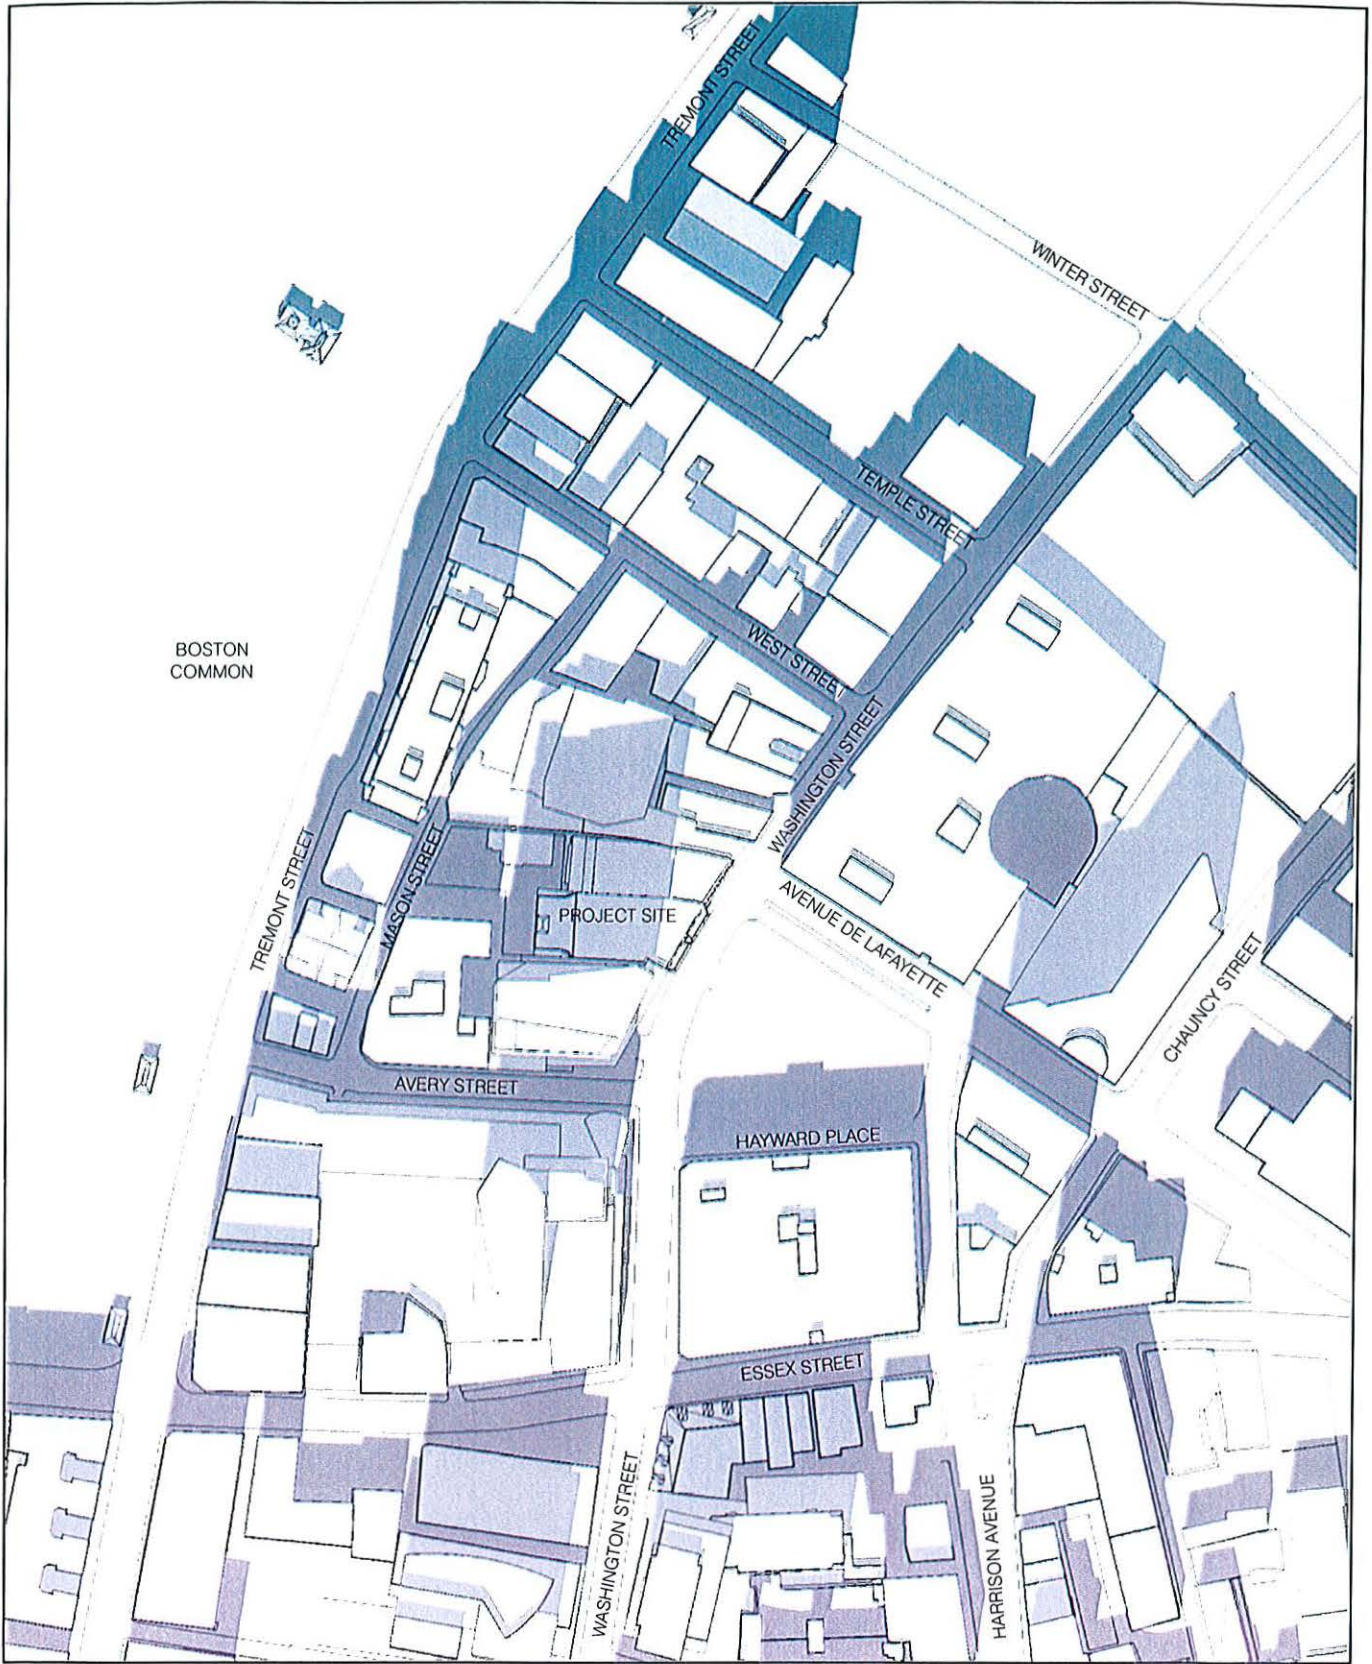 TREMONT STREET
WINTER STREET
TEMPLE STREET
BOSTON
COMMON
WEST STREET
WASHINGTON STREET
TREMONT STREET
MASON STREET
PROJECT SITE
AVENUE DE LAFAYETTE
CHAUNCY STREET
AVERY STREET
HAYWARD PLACE
ESSEX STREET
WASHINGTON STREET
HARRISON AVENUE